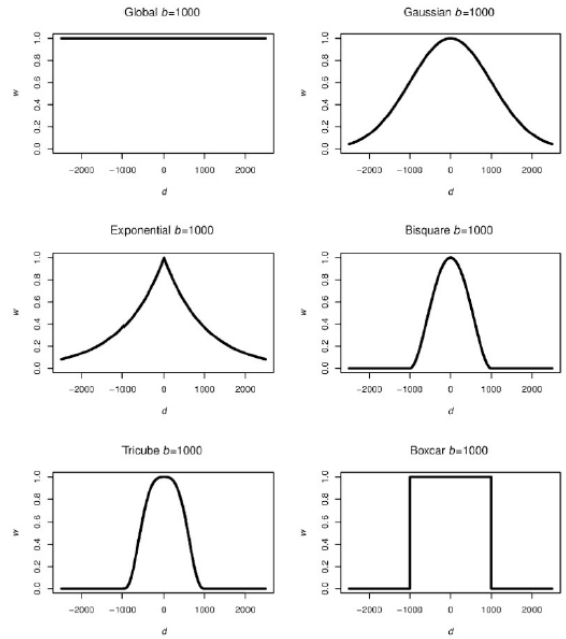 Global b=1000
Gaussian b=1000
w
0.0 0.2 0.4 0.6 0.8 1.0
−2000 −1000 0 1000 2000
d
w
0.0 0.2 0.4 0.6 0.8 1.0
−2000 −1000 0 1000 2000
d
Exponential b=1000
Bisquare b=1000
w
0.0 0.2 0.4 0.6 0.8 1.0
−2000 −1000 0 1000 2000
d
w
0.0 0.2 0.4 0.6 0.8 1.0
−2000 −1000 0 1000 2000
d
Tricube b=1000
Boxcar b=1000
w
0.0 0.2 0.4 0.6 0.8 1.0
−2000 −1000 0 1000 2000
d
w
0.0 0.2 0.4 0.6 0.8 1.0
−2000 −1000 0 1000 2000
d